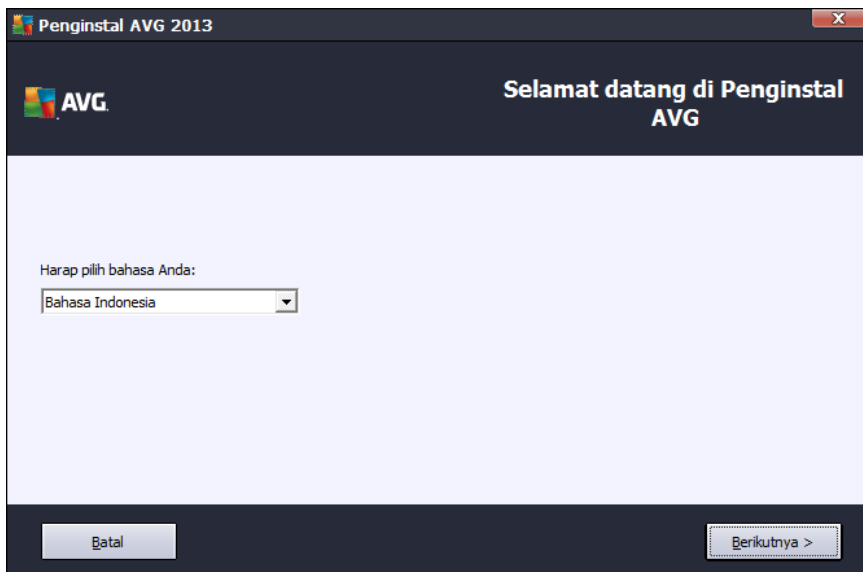 Penginstal AVG 2013
AVG.
Selamat datang di Penginstal
AVG
Harap pilih bahasa Anda:
Bahasa Indonesia
Batal
Berikutnya >